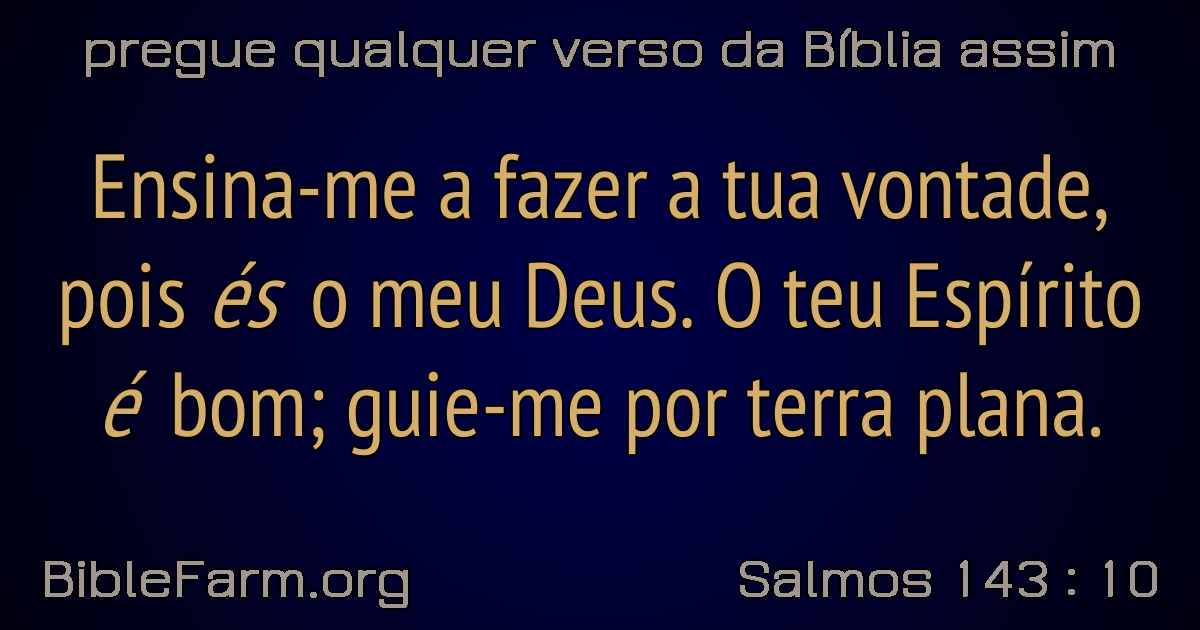 pregue qualquer verso da Bíblia assim
Ensina-me a fazer a tua vontade,
pois és o meu Deus. O teu Espírito
é bom; guie-me por terra plana.
BibleFarm.org
Salmos 143 : 10